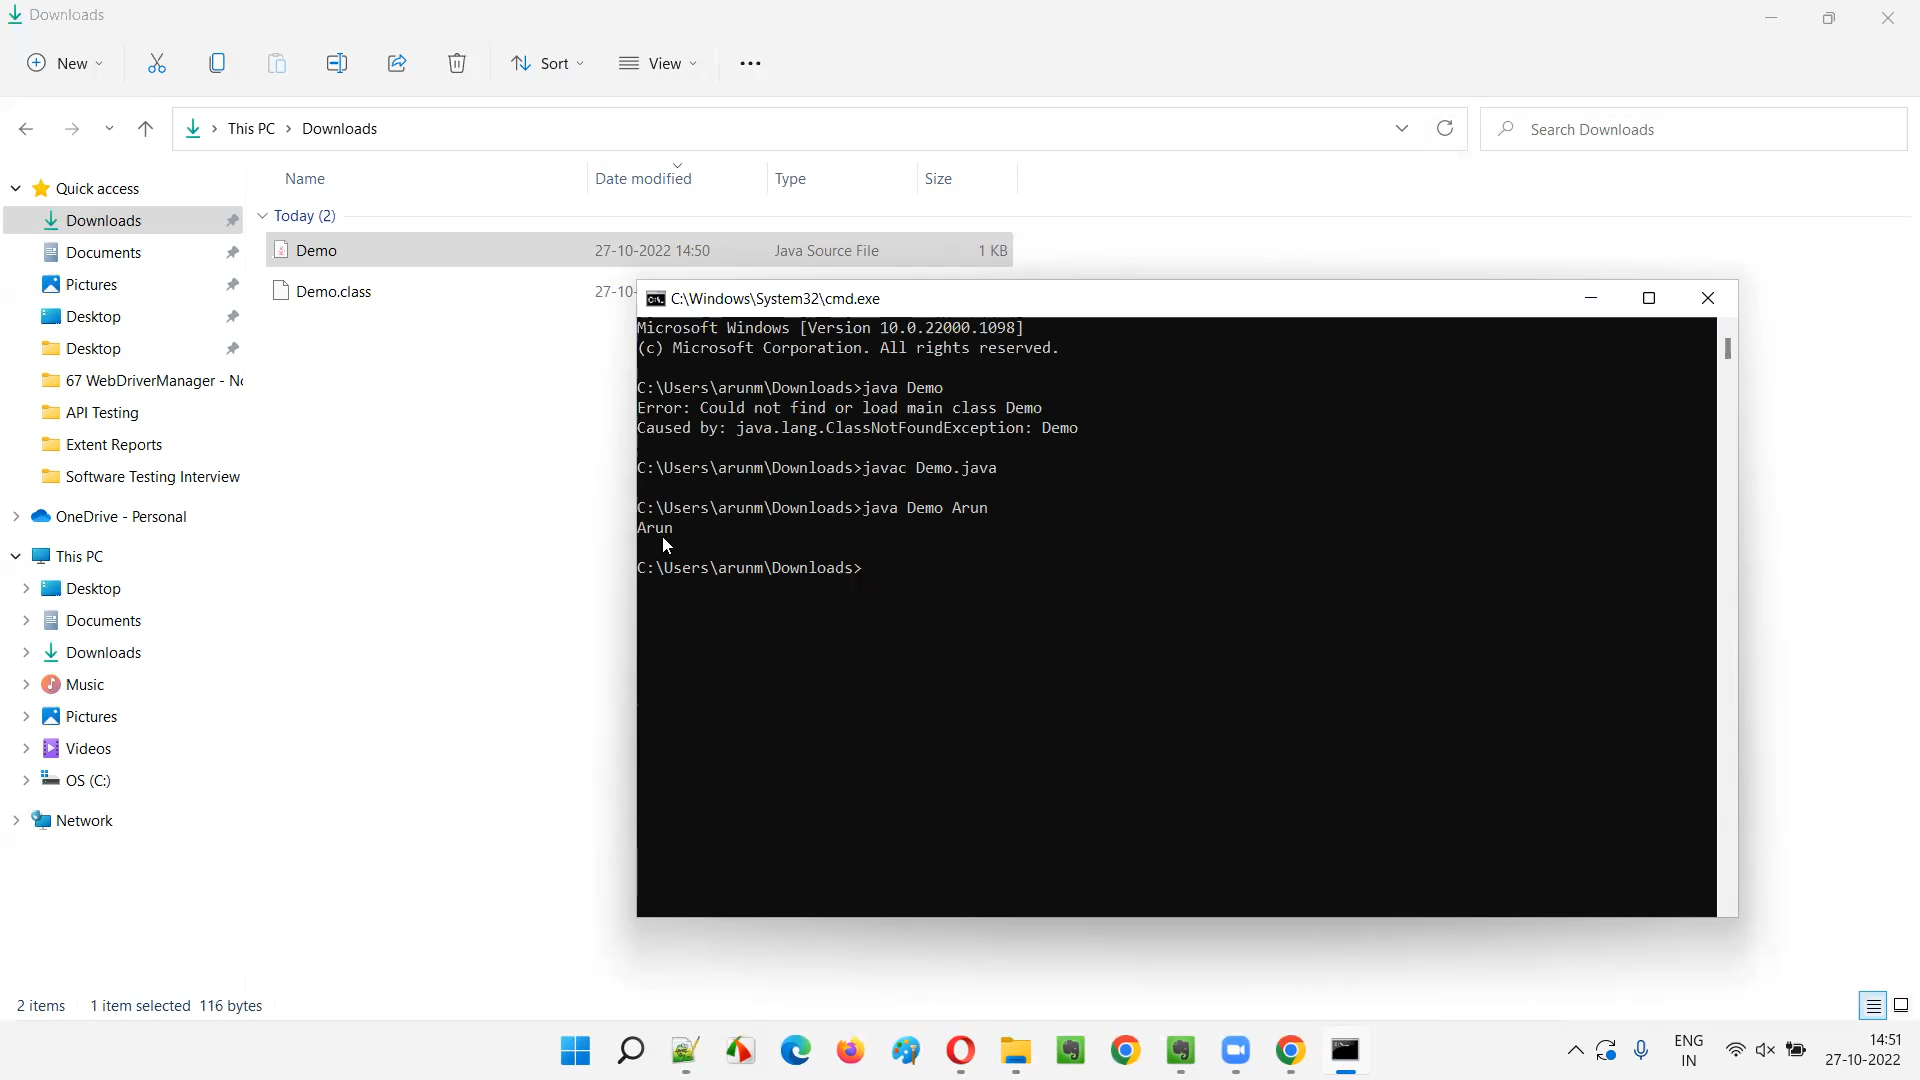 Downloads
New
Sort
View
This PC
Downloads
Search Downloads
Name
Date modified
Type
Size
Quick access
Downloads
Documents
Pictures
Desktop
Desktop
67 WebDriverManager - No
API Testing
Extent Reports
Software Testing Interview
OneDrive - Personal
This PC
Desktop
Documents
Downloads
Music
Pictures
Videos
OS (C:)
Network
Today (2)
Demo 27-10-2022 14:50 Java Source File 1 KB
Demo.class 27-10-
C:\Windows\System32\cmd.exe
Microsoft Windows [Version 10.0.22000.1098]
(c) Microsoft Corporation. All rights reserved.
C:\Users\arunm\Downloads>java Demo
Error: Could not find or load main class Demo
Caused by: java.lang.ClassNotFoundException: Demo
C:\Users\arunm\Downloads>javac Demo.java
C:\Users\arunm\Downloads>java Demo Arun
Arun
C:\Users\arunm\Downloads>
2 items 1 item selected 116 bytes
ENG
IN
14:51
27-10-2022